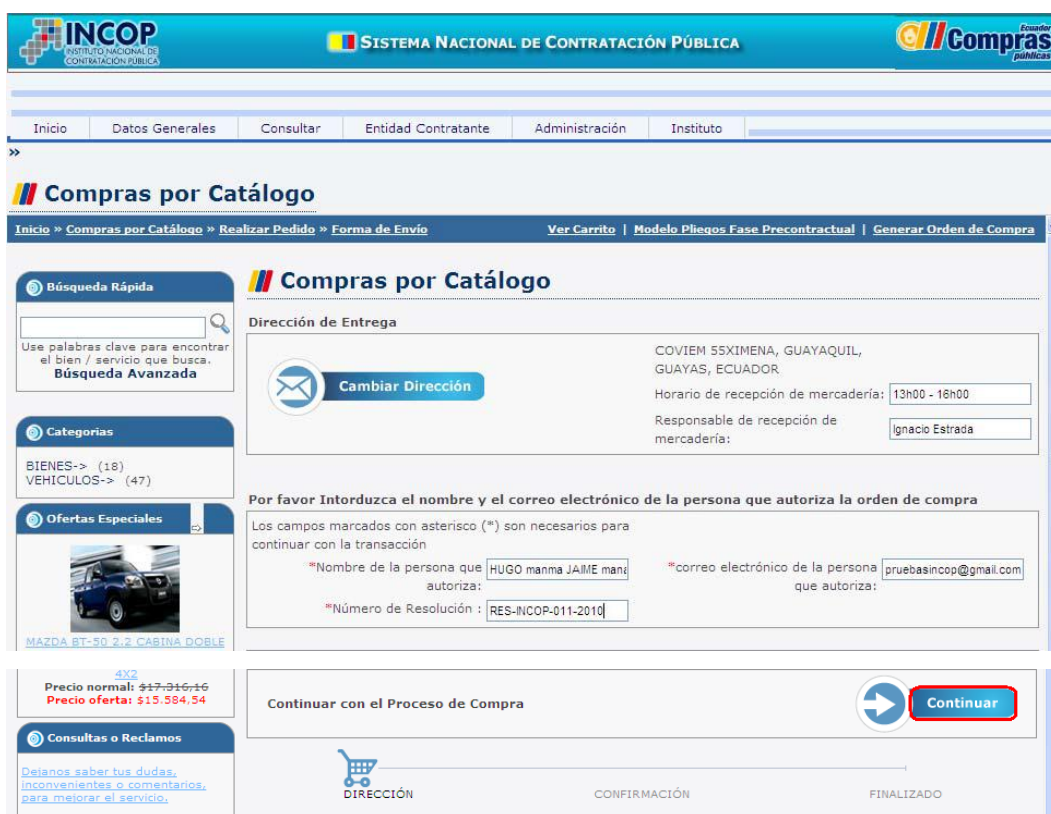 INCOP
INSTITUTO NACIONAL DE
CONTRATACIÓN PÚBLICA
SISTEMA NACIONAL DE CONTRATACIÓN PÚBLICA
Ecuador
Compras
públicas
Inicio Datos Generales Consultar Entidad Contratante Administración Instituto
»
Compras por Catálogo
Inicio » Compras por Catálogo » Realizar Pedido » Forma de Envío Ver Carrito | Modelo Pliegos Fase Precontractual | Generar Orden de Compra
Búsqueda Rápida
Use palabras clave para encontrar
el bien / servicio que busca.
Búsqueda Avanzada
Categorias
BIENES-> (18)
VEHICULOS-> (47)
Ofertas Especiales
MAZDA BT-50 2.2 CABINA DOBLE
4X2
Precio normal: $17.316,16
Precio oferta: $15.584,54
Consultas o Reclamos
Dejanos saber tus dudas,
inconvenientes o comentarios,
para mejorar el servicio.
Compras por Catálogo
Dirección de Entrega
Cambiar Dirección
COVIEM 55XIMENA, GUAYAQUIL,
GUAYAS, ECUADOR
Horario de recepción de mercadería: 13h00 - 16h00
Responsable de recepción de
mercadería: Ignacio Estrada
Por favor Intorduzca el nombre y el correo electrónico de la persona que autoriza la orden de compra
Los campos marcados con asterisco (*) son necesarios para
continuar con la transacción
*Nombre de la persona que
autoriza: HUGO manma JAIME mana
*correo electrónico de la persona
que autoriza: pruebasincop@gmail.com
*Número de Resolución : RES-INCOP-011-2010
Continuar con el Proceso de Compra
Continuar
DIRECCIÓN CONFIRMACIÓN FINALIZADO